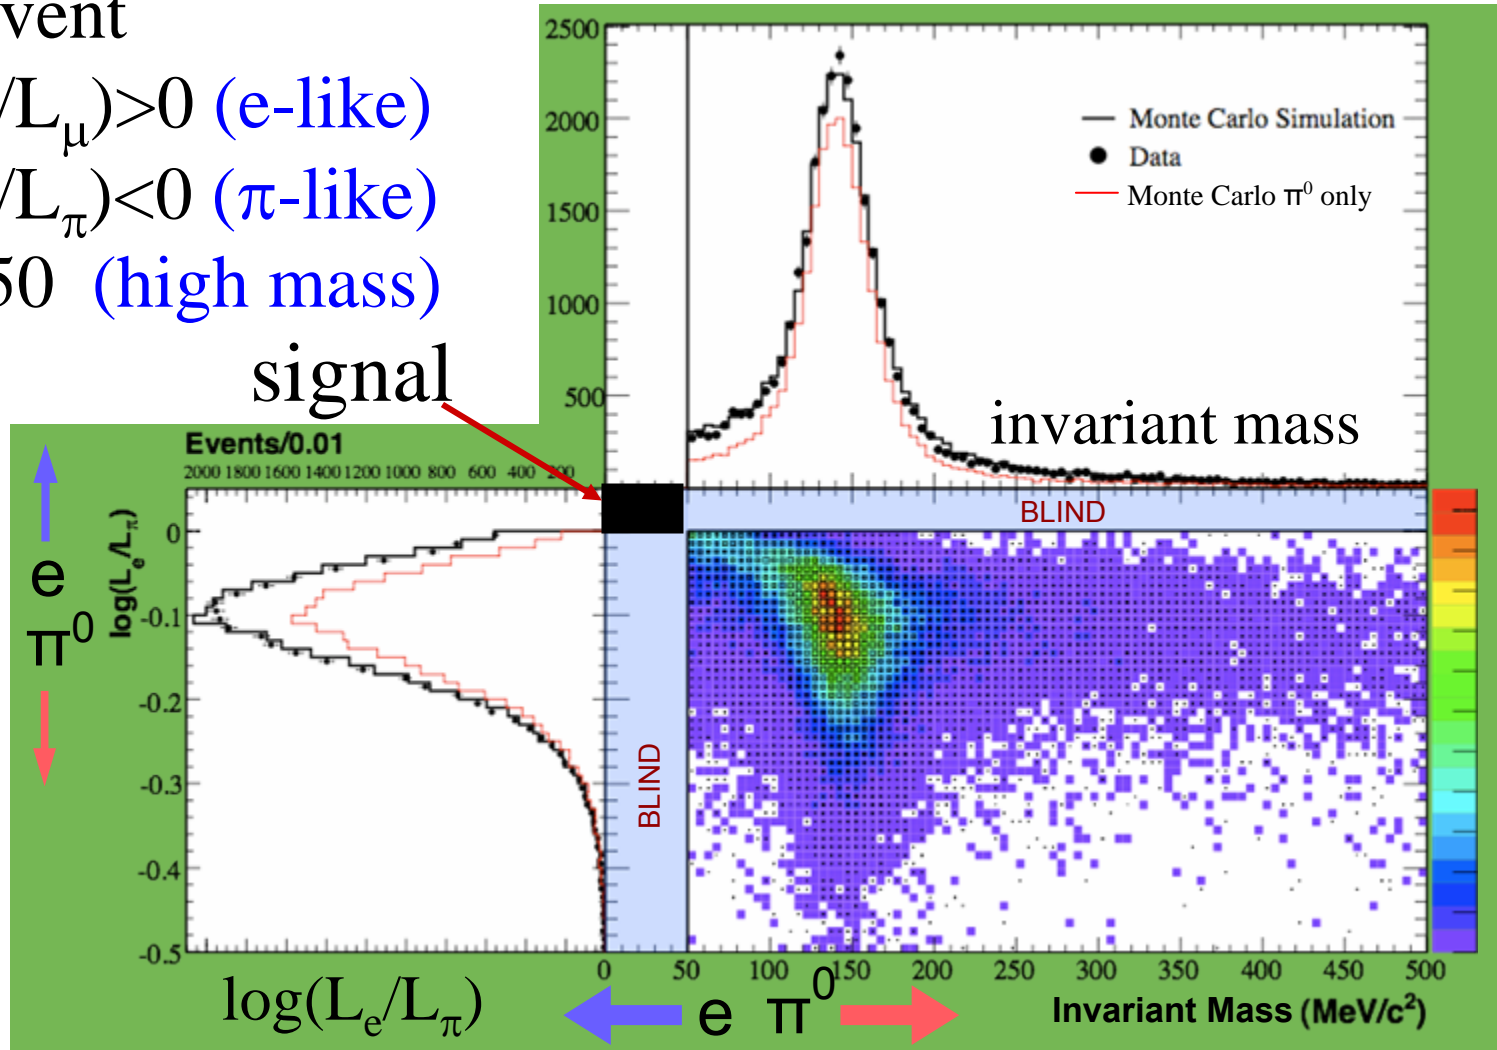 vent
/Lμ)>0 (e-like)
/Lπ)<0 (π-like)
50 (high mass)
signal
2500
2000
1500
1000
500
Monte Carlo Simulation
Data
Monte Carlo π⁰ only
invariant mass
Events/0.01
2000 1800 1600 1400 1200 1000 800 600 400 200
log(Lₑ/Lπ)
0
-0.1
-0.2
-0.3
-0.4
-0.5
e
π⁰
BLIND
BLIND
0 50 100 150 200 250 300 350 400 450 500
log(Lₑ/Lπ)
e π⁰
Invariant Mass (MeV/c²)